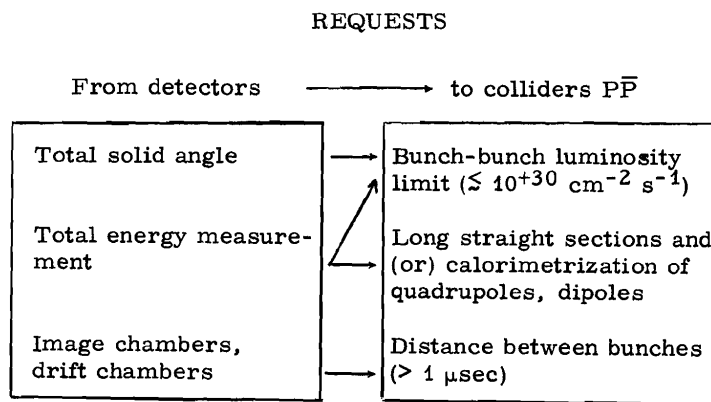 REQUESTS
From detectors ⟶ to colliders PP̅
Total solid angle
Total energy measure-
ment
Image chambers,
drift chambers
Bunch-bunch luminosity
limit (≲ 10⁺³⁰ cm⁻² s⁻¹)
Long straight sections and
(or) calorimetrization of
quadrupoles, dipoles
Distance between bunches
(> 1 μsec)